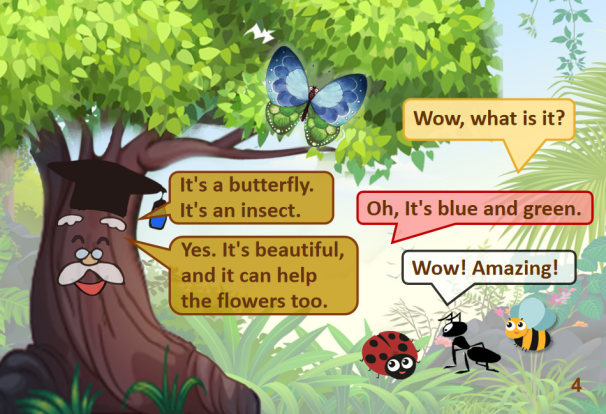 Wow, what is it?
It's a butterfly.
It's an insect.
Oh, It's blue and green.
Yes. It's beautiful,
and it can help
the flowers too.
Wow! Amazing!
4